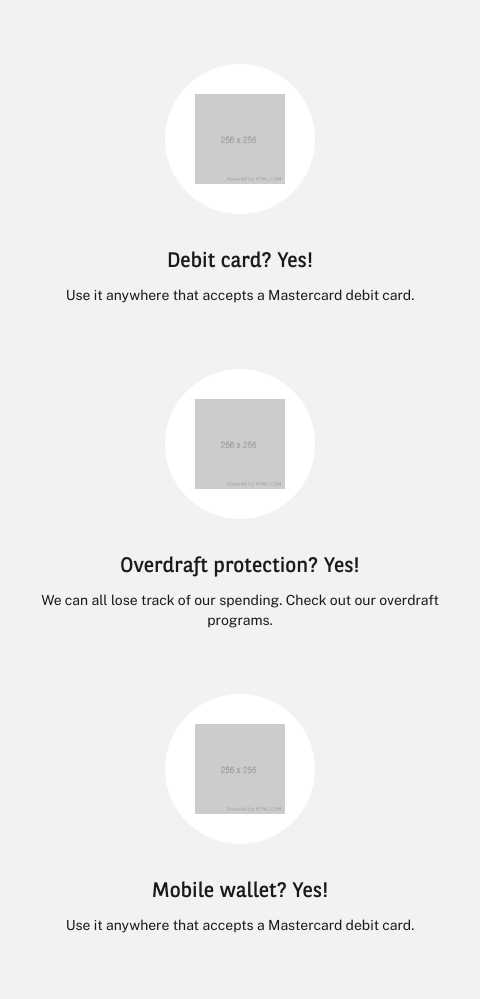 256 x 256
Powered by HTML.COM
Debit card? Yes!
Use it anywhere that accepts a Mastercard debit card.
256 x 256
Powered by HTML.COM
Overdraft protection? Yes!
We can all lose track of our spending. Check out our overdraft
programs.
256 x 256
Powered by HTML.COM
Mobile wallet? Yes!
Use it anywhere that accepts a Mastercard debit card.